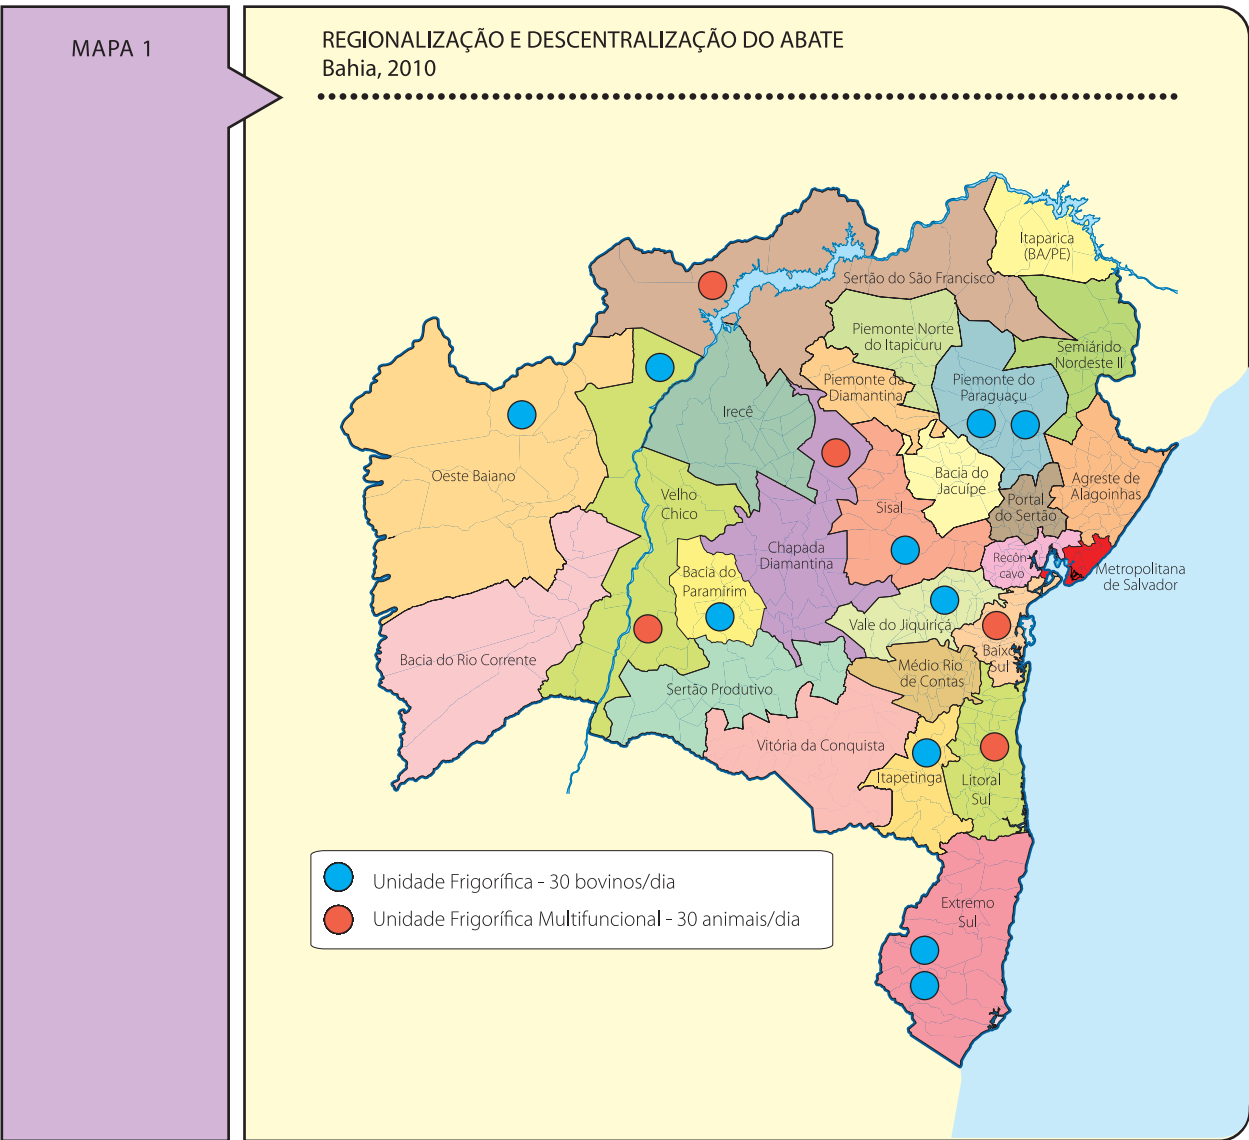 MAPA 1
REGIONALIZAÇÃO E DESCENTRALIZAÇÃO DO ABATE
Bahia, 2010
Itaparica
(BA/PE)
Sertão do São Francisco
Piemonte Norte
do Itapicuru
Semiárido
Nordeste II
Piemonte da
Diamantina
Piemonte do
Paraguaçu
Irecê
Oeste Baiano
Velho
Chico
Bacia do
Jacuípe
Agreste de
Alagoinhas
Portal
do Sertão
Sisal
Chapada
Diamantina
Recôn-
cavo
Metropolitana
de Salvador
Bacia do
Paramirim
Vale do Jiquiriçá
Baixo
Sul
Bacia do Rio Corrente
Médio Rio
de Contas
Sertão Produtivo
Vitória da Conquista
Itapetinga
Litoral
Sul
Extremo
Sul
Unidade Frigorífica - 30 bovinos/dia
Unidade Frigorífica Multifuncional - 30 animais/dia